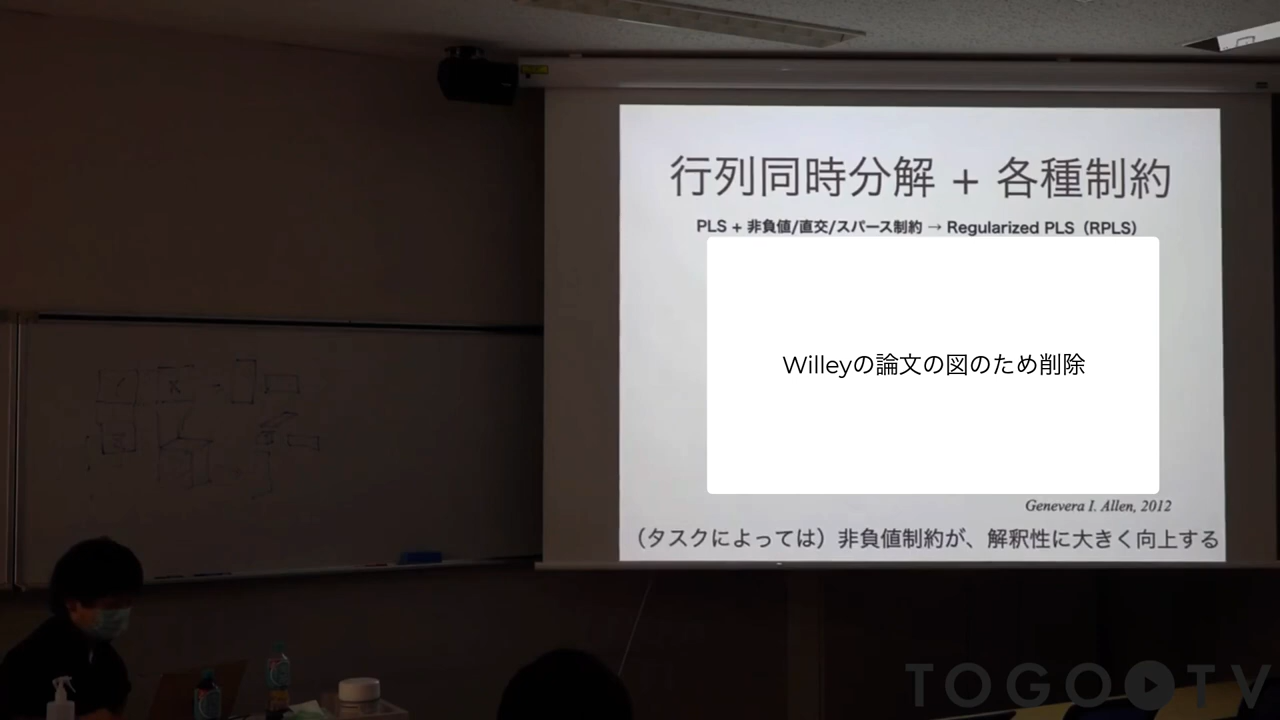 行列同時分解 + 各種制約
PLS + 非負値/直交/スパース制約 → Regularized PLS（RPLS）
Willeyの論文の図のため削除
Genevera I. Allen, 2012
（タスクによっては）非負値制約が、解釈性に大きく向上する
TOGO TV